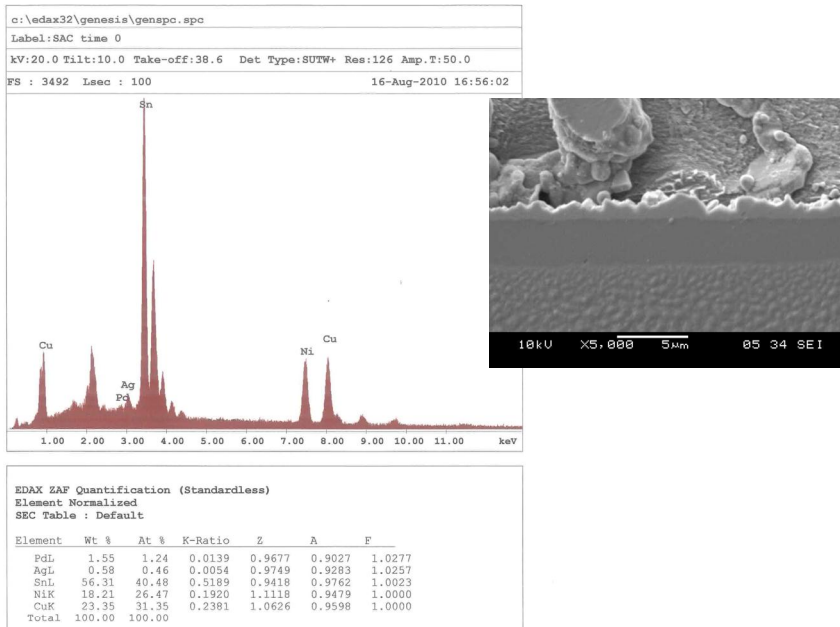 c:\edax32\genesis\genspc.spc
Label:SAC time 0
kV:20.0 Tilt:10.0 Take-off:38.6 Det Type:SUTW+ Res:126 Amp.T:50.0
FS : 3492 Lsec : 100 16-Aug-2010 16:56:02
Sn
Cu
Ag
Pd
Ni
Cu
1.00 2.00 3.00 4.00 5.00 6.00 7.00 8.00 9.00 10.00 11.00 keV
10kU X5,000 5µm 05 34 SEI
EDAX ZAF Quantification (Standardless)
Element Normalized
SEC Table : Default
Element Wt % At % K-Ratio Z A F
PdL 1.55 1.24 0.0139 0.9677 0.9027 1.0277
AgL 0.58 0.46 0.0054 0.9749 0.9283 1.0257
SnL 56.31 40.48 0.5189 0.9418 0.9762 1.0023
NiK 18.21 26.47 0.1920 1.1118 0.9479 1.0000
CuK 23.35 31.35 0.2381 1.0626 0.9598 1.0000
Total 100.00 100.00